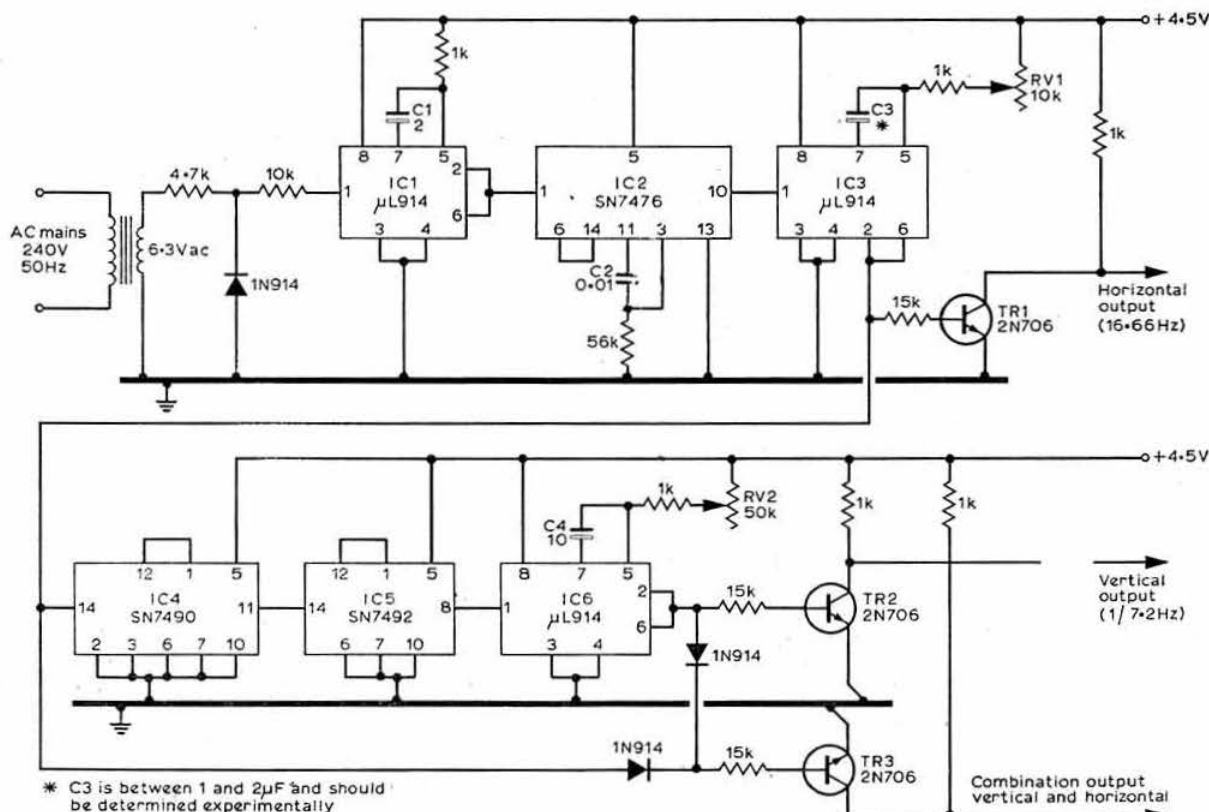 +4·5V
1k
C1
2
8
7
5
IC1
μL914
1
2
6
3
4
4·7k
10k
AC mains
240V
50Hz
6·3Vac
1N914
5
1
IC2
SN7476
10
6
14
11
3
13
C2
0·01
56k
C3
*
1k
RV1
10k
8
7
5
1
IC3
μL914
3
4
2
6
1k
15k
TR1
2N706
Horizontal
output
(16·66Hz)
+4·5V
12
1
5
14
IC4
SN7490
11
2
3
6
7
10
12
1
5
14
IC5
SN7492
8
6
7
10
C4
10
1k
RV2
50k
8
7
5
1
IC6
μL914
2
6
3
4
1k
1k
15k
TR2
2N706
Vertical
output
(1/7·2Hz)
1N914
1N914
15k
TR3
2N706
Combination output
vertical and horizontal
* C3 is between 1 and 2μF and should
be determined experimentally